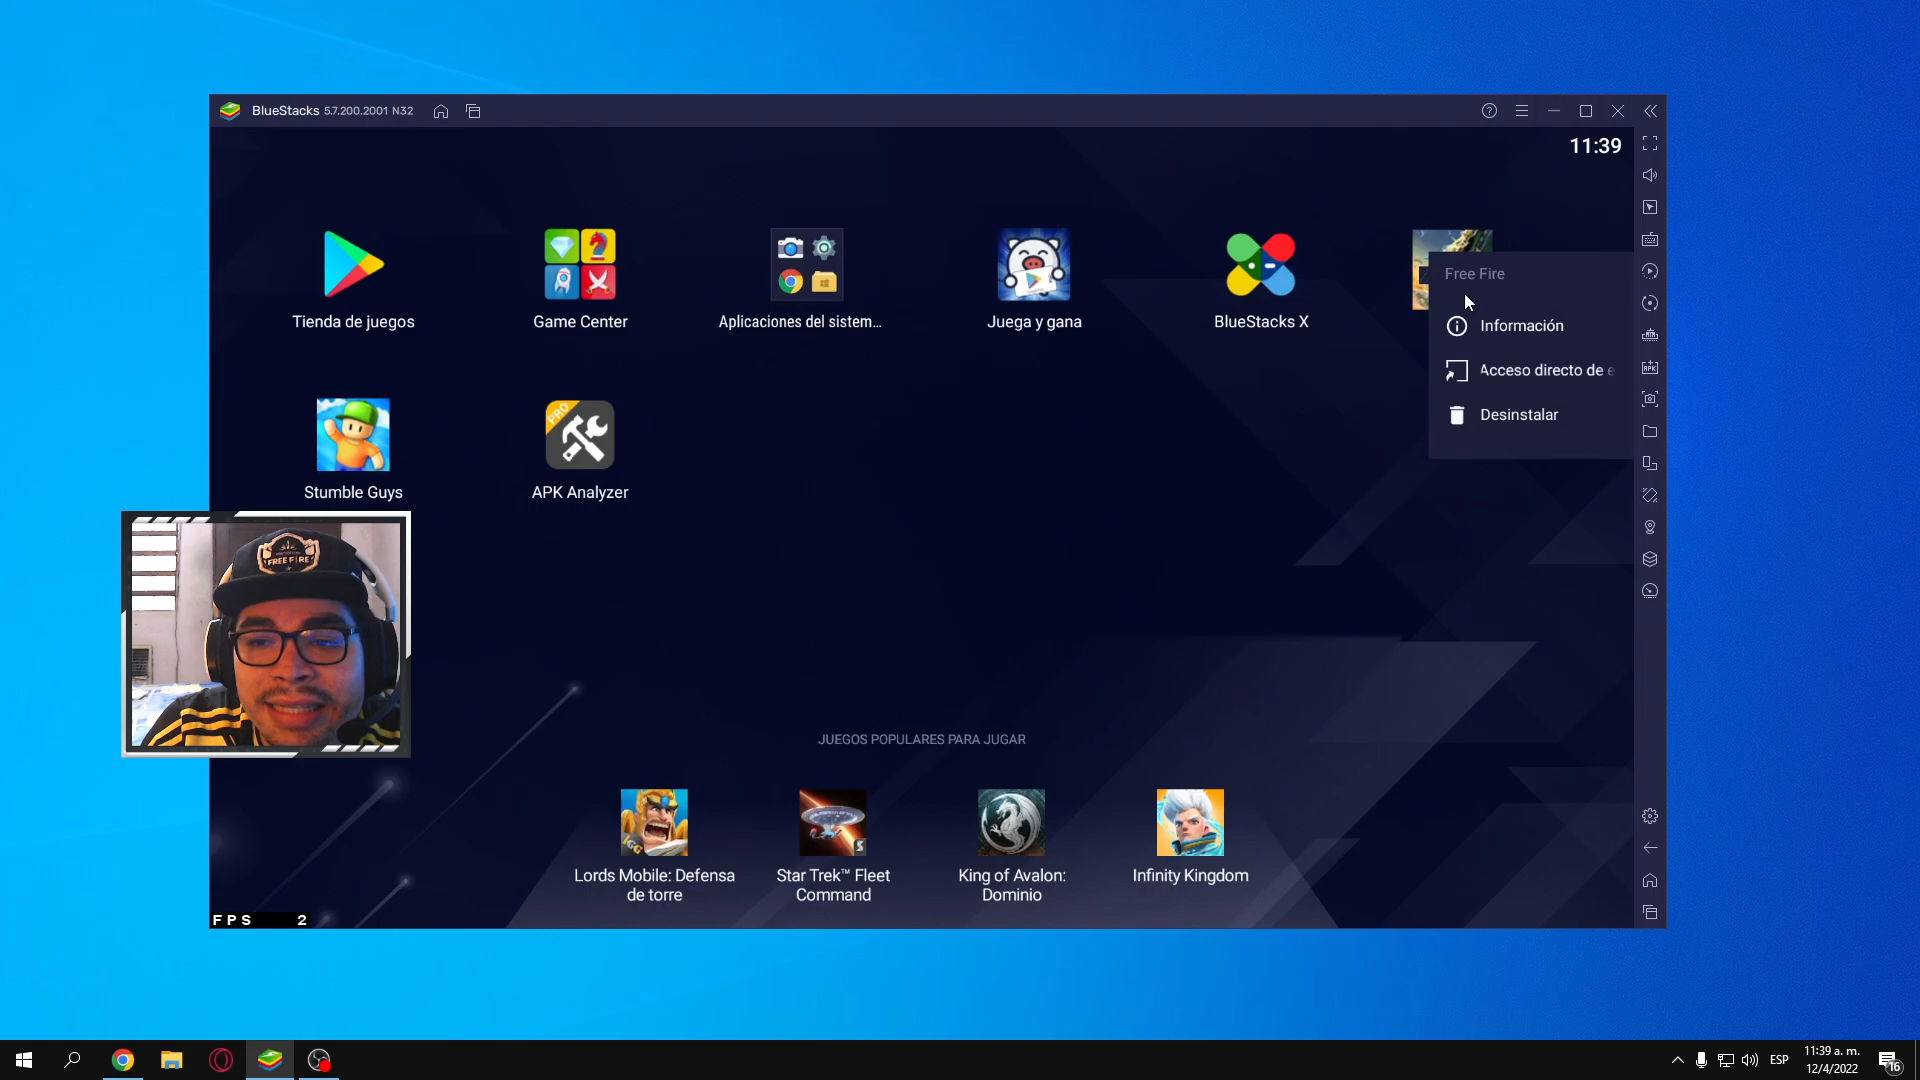 BlueStacks 5.7.200.2001 N32
11:39
Tienda de juegos
Game Center
Aplicaciones del sistem...
Juega y gana
BlueStacks X
Free Fire
Información
Acceso directo de e
Desinstalar
PRO
Stumble Guys
APK Analyzer
FREE FIRE
JUEGOS POPULARES PARA JUGAR
IGG
S
Lords Mobile: Defensa
de torre
Star Trek™ Fleet
Command
King of Avalon:
Dominio
Infinity Kingdom
FPS 2
APK
ESP
11:39 a. m.
12/4/2022
16